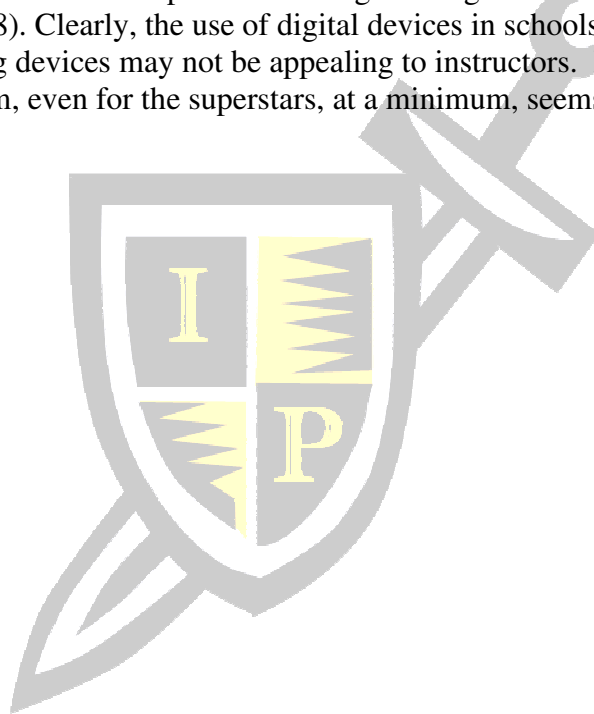 8). Clearly, the use of digital devices in schools
g devices may not be appealing to instructors.
n, even for the superstars, at a minimum, seems
I
P